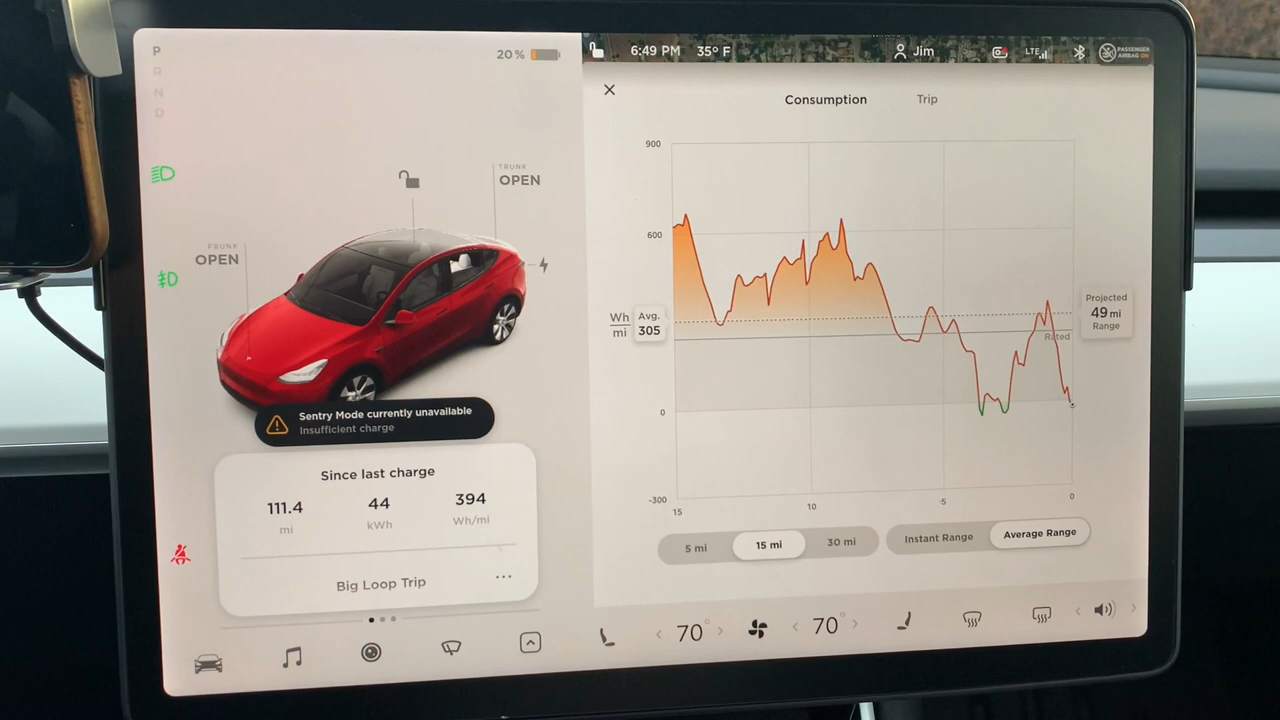 P
R
N
D
20 %
6:49 PM
35° F
Jim
LTE
PASSENGER
AIRBAG ON
TRUNK
OPEN
FRUNK
OPEN
Sentry Mode currently unavailable
Insufficient charge
Since last charge
111.4
mi
44
kWh
394
Wh/mi
Big Loop Trip
...
Consumption
Trip
900
600
0
-300
15
10
5
0
Wh
mi
Avg.
305
Rated
Projected
49 mi
Range
5 mi
15 mi
30 mi
Instant Range
Average Range
70°
70°